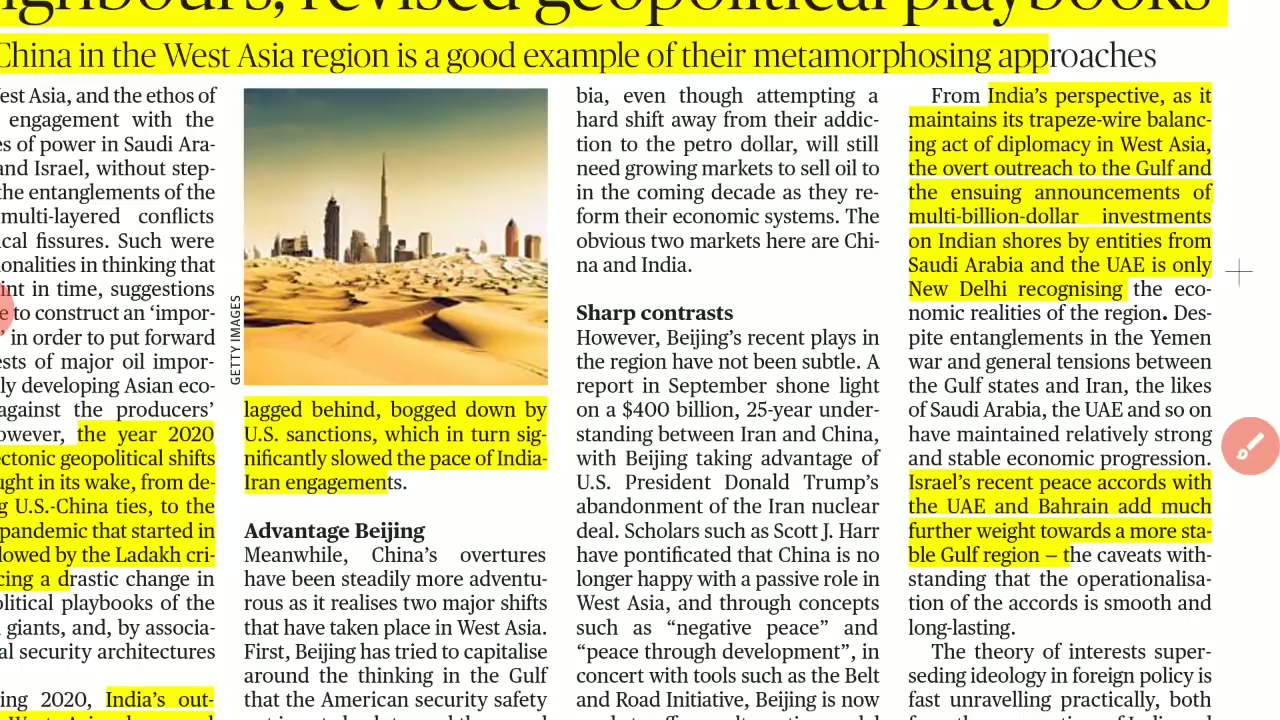 neighbours, revised geopolitical playbooks
China in the West Asia region is a good example of their metamorphosing approaches
West Asia, and the ethos of
engagement with the
es of power in Saudi Ara-
and Israel, without step-
the entanglements of the
multi-layered conflicts
ical fissures. Such were
ionalities in thinking that
int in time, suggestions
e to construct an ‘impor-
’ in order to put forward
ests of major oil impor-
ly developing Asian eco-
against the producers’
owever, the year 2020
ectonic geopolitical shifts
ught in its wake, from de-
g U.S.-China ties, to the
pandemic that started in
lowed by the Ladakh cri-
cing a drastic change in
olitical playbooks of the
giants, and, by associa-
al security architectures
ing 2020, India’s out-
GETTY IMAGES
lagged behind, bogged down by
U.S. sanctions, which in turn sig-
nificantly slowed the pace of India-
Iran engagements.
Advantage Beijing
Meanwhile, China’s overtures
have been steadily more adventu-
rous as it realises two major shifts
that have taken place in West Asia.
First, Beijing has tried to capitalise
around the thinking in the Gulf
that the American security safety
bia, even though attempting a
hard shift away from their addic-
tion to the petro dollar, will still
need growing markets to sell oil to
in the coming decade as they re-
form their economic systems. The
obvious two markets here are Chi-
na and India.
Sharp contrasts
However, Beijing’s recent plays in
the region have not been subtle. A
report in September shone light
on a $400 billion, 25-year under-
standing between Iran and China,
with Beijing taking advantage of
U.S. President Donald Trump’s
abandonment of the Iran nuclear
deal. Scholars such as Scott J. Harr
have pontificated that China is no
longer happy with a passive role in
West Asia, and through concepts
such as “negative peace” and
“peace through development”, in
concert with tools such as the Belt
and Road Initiative, Beijing is now
From India’s perspective, as it
maintains its trapeze-wire balanc-
ing act of diplomacy in West Asia,
the overt outreach to the Gulf and
the ensuing announcements of
multi-billion-dollar investments
on Indian shores by entities from
Saudi Arabia and the UAE is only
New Delhi recognising the eco-
nomic realities of the region. Des-
pite entanglements in the Yemen
war and general tensions between
the Gulf states and Iran, the likes
of Saudi Arabia, the UAE and so on
have maintained relatively strong
and stable economic progression.
Israel’s recent peace accords with
the UAE and Bahrain add much
further weight towards a more sta-
ble Gulf region – the caveats with-
standing that the operationalisa-
tion of the accords is smooth and
long-lasting.
The theory of interests super-
seding ideology in foreign policy is
fast unravelling practically, both